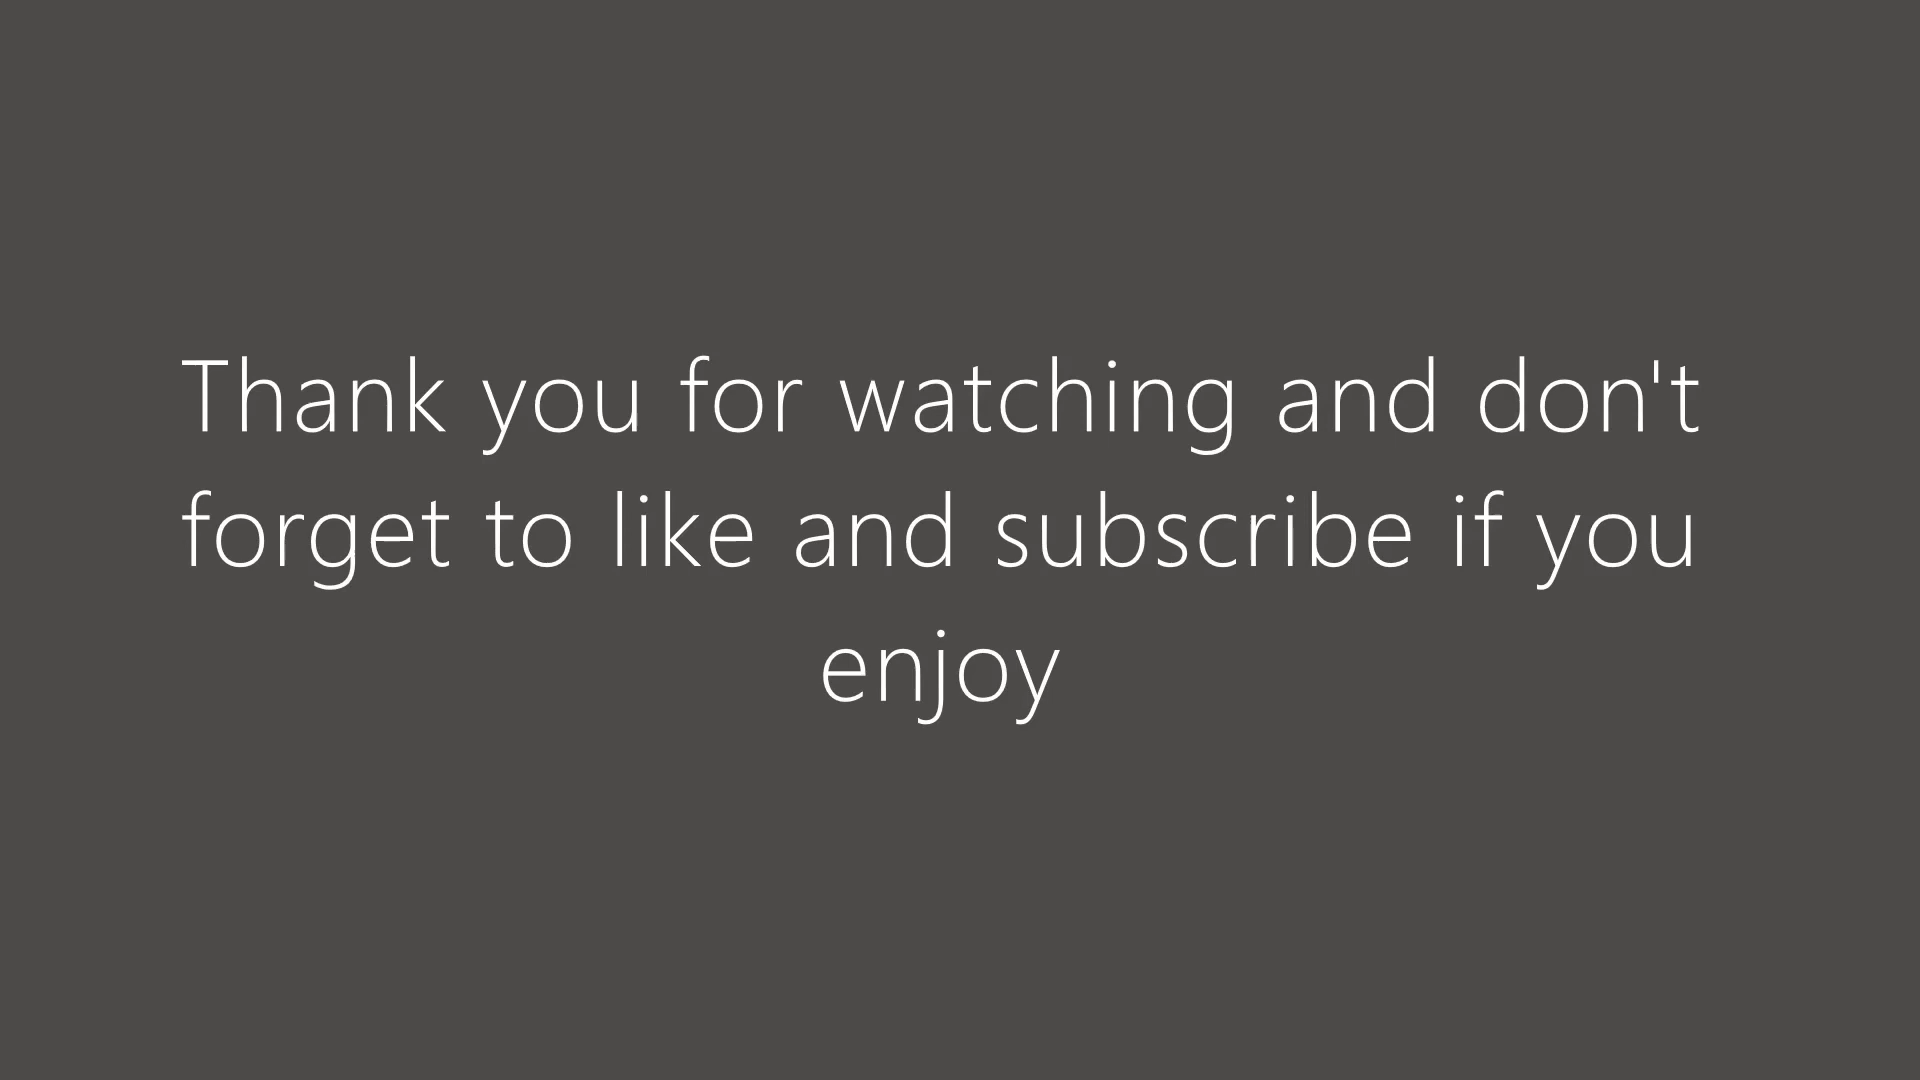 Thank you for watching and don't
forget to like and subscribe if you
enjoy